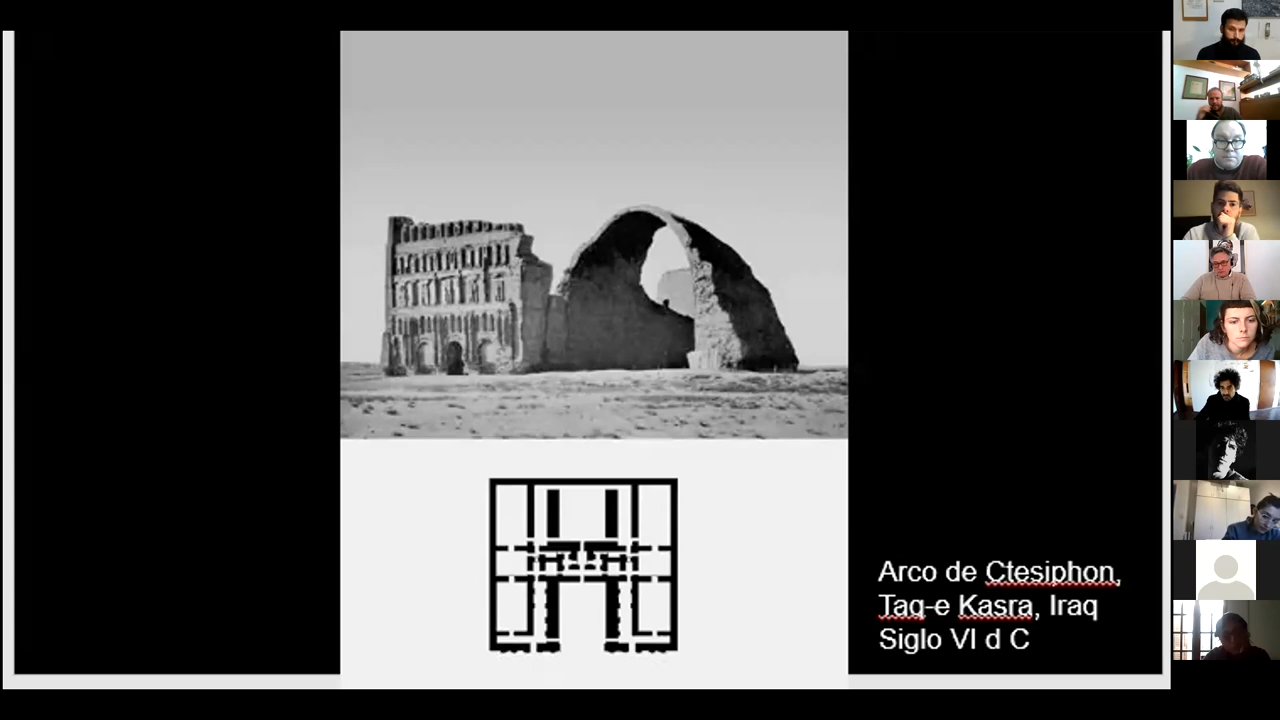 Arco de Ctesiphon,
Taq-e Kasra, Iraq
Siglo VI d C